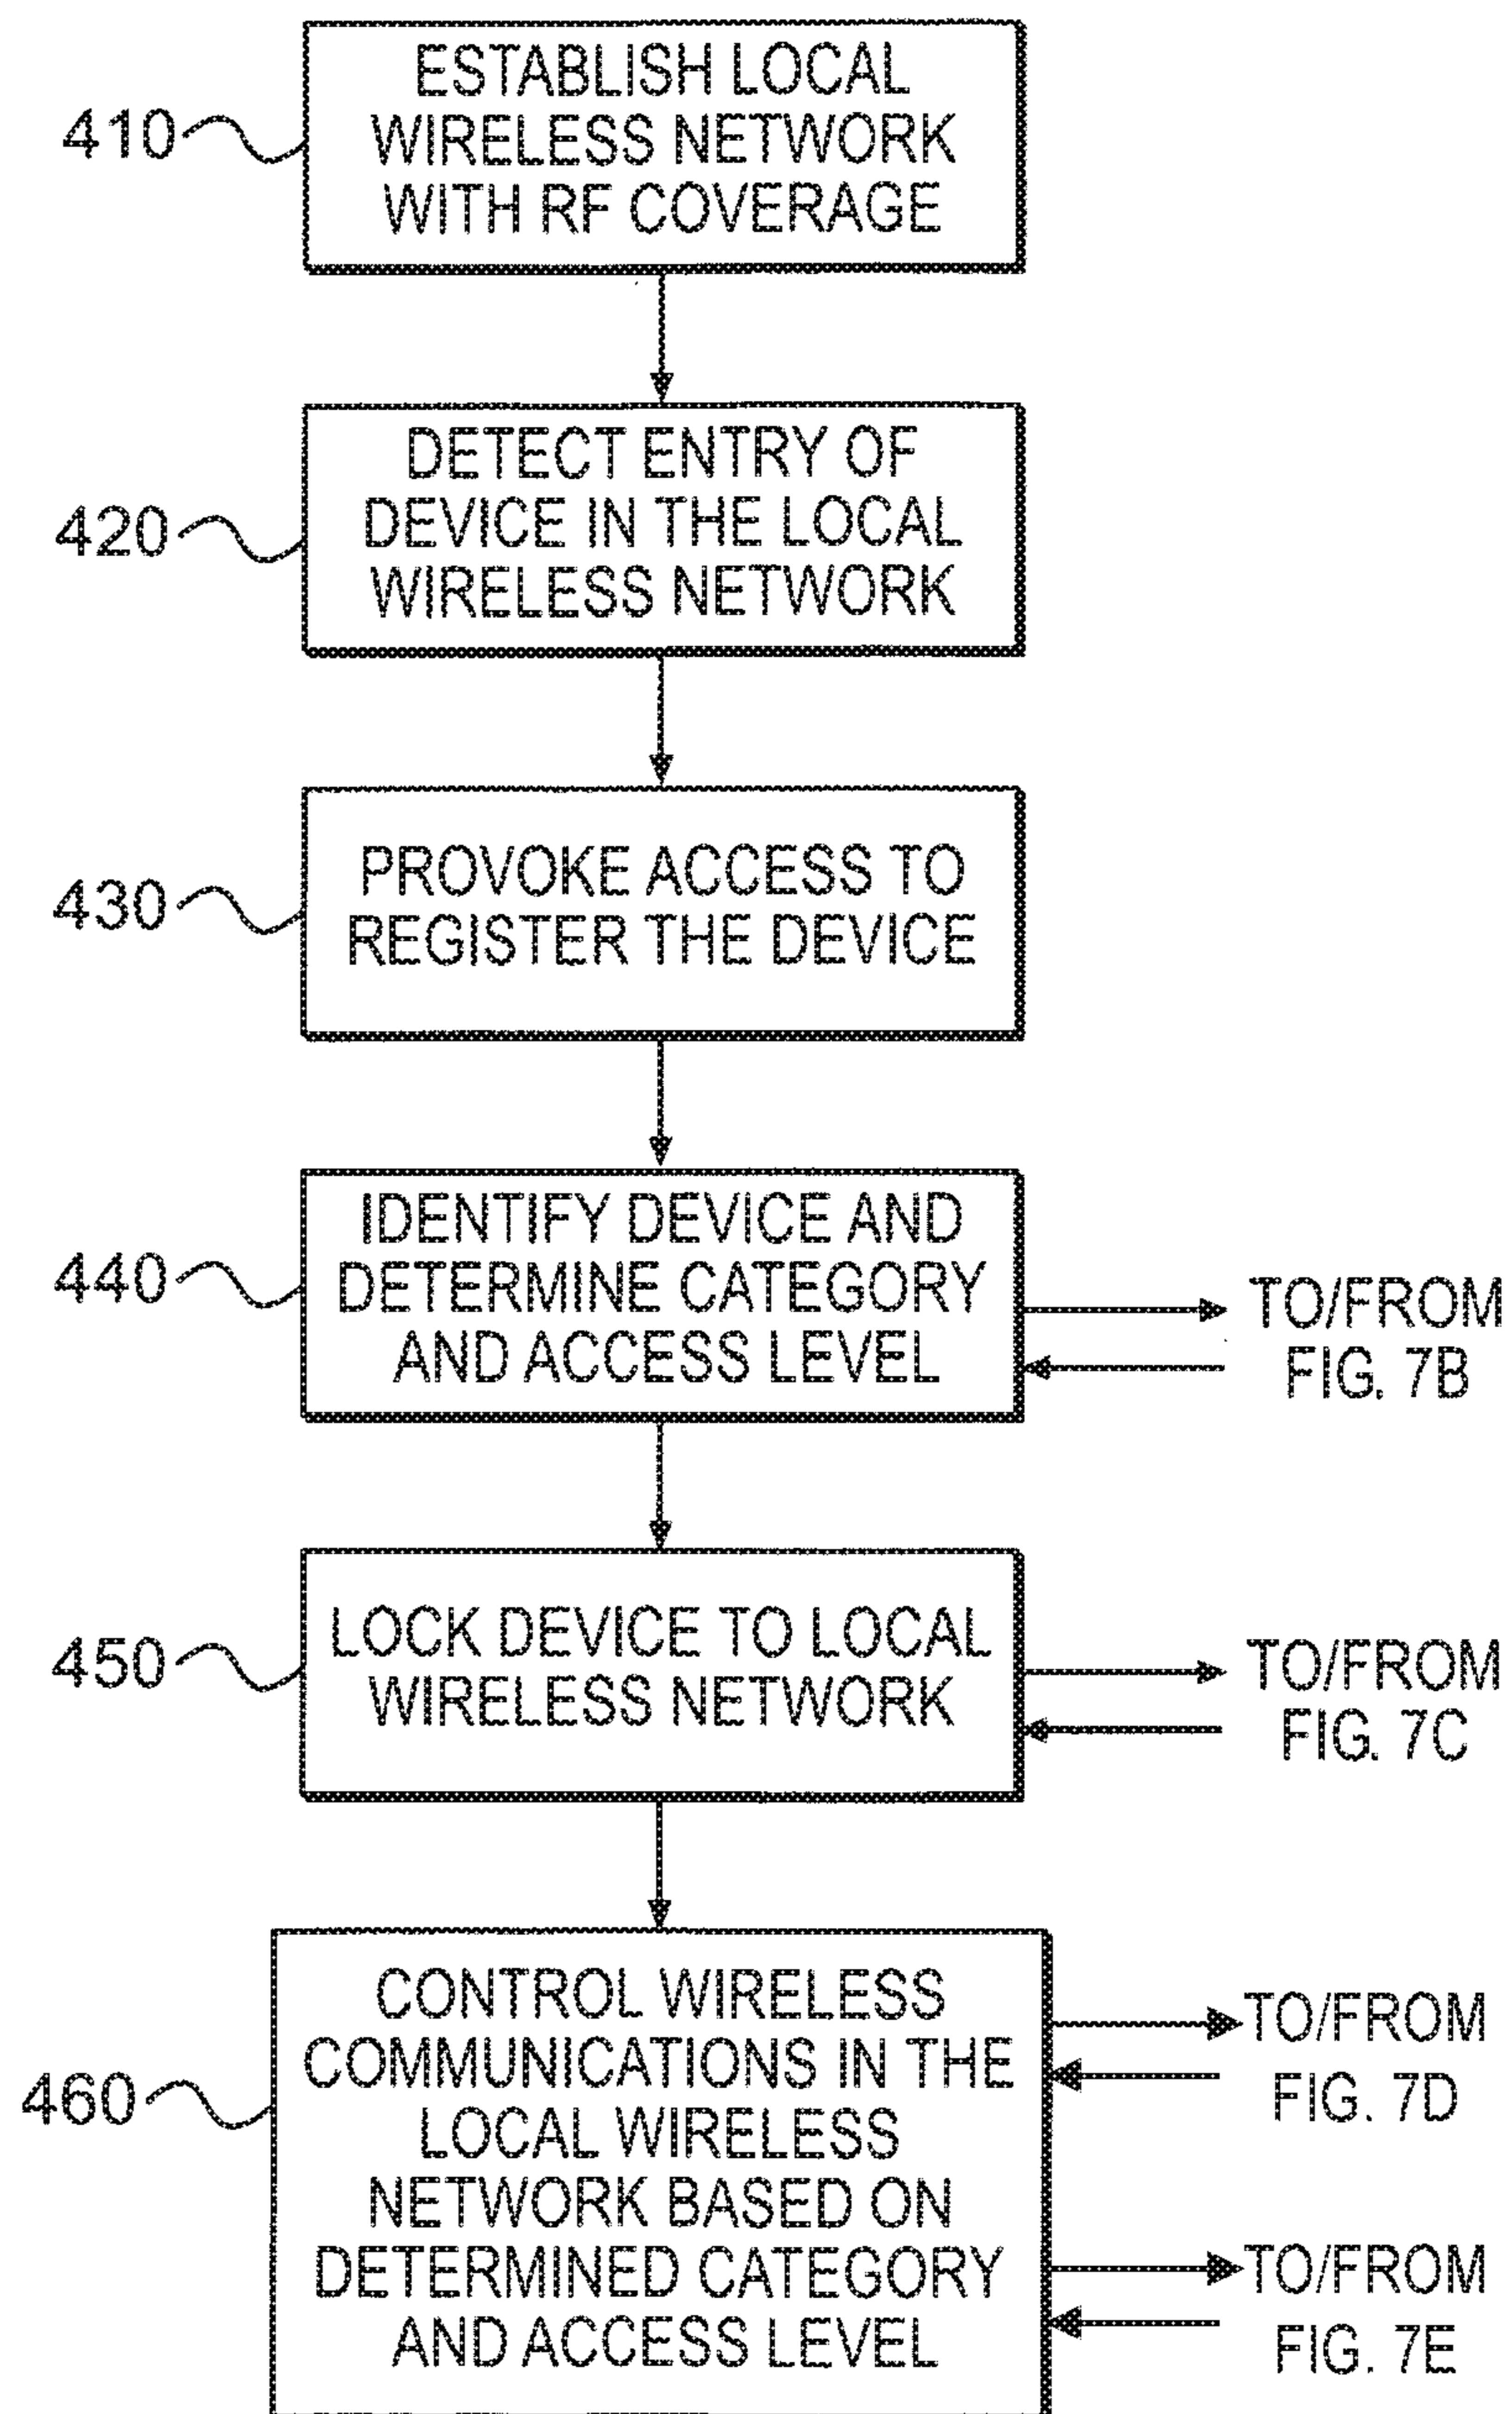 410
ESTABLISH LOCAL
WIRELESS NETWORK
WITH RF COVERAGE
420
DETECT ENTRY OF
DEVICE IN THE LOCAL
WIRELESS NETWORK
430
PROVOKE ACCESS TO
REGISTER THE DEVICE
440
IDENTIFY DEVICE AND
DETERMINE CATEGORY
AND ACCESS LEVEL
TO/FROM
FIG. 7B
450
LOCK DEVICE TO LOCAL
WIRELESS NETWORK
TO/FROM
FIG. 7C
460
CONTROL WIRELESS
COMMUNICATIONS IN THE
LOCAL WIRELESS
NETWORK BASED ON
DETERMINED CATEGORY
AND ACCESS LEVEL
TO/FROM
FIG. 7D
TO/FROM
FIG. 7E